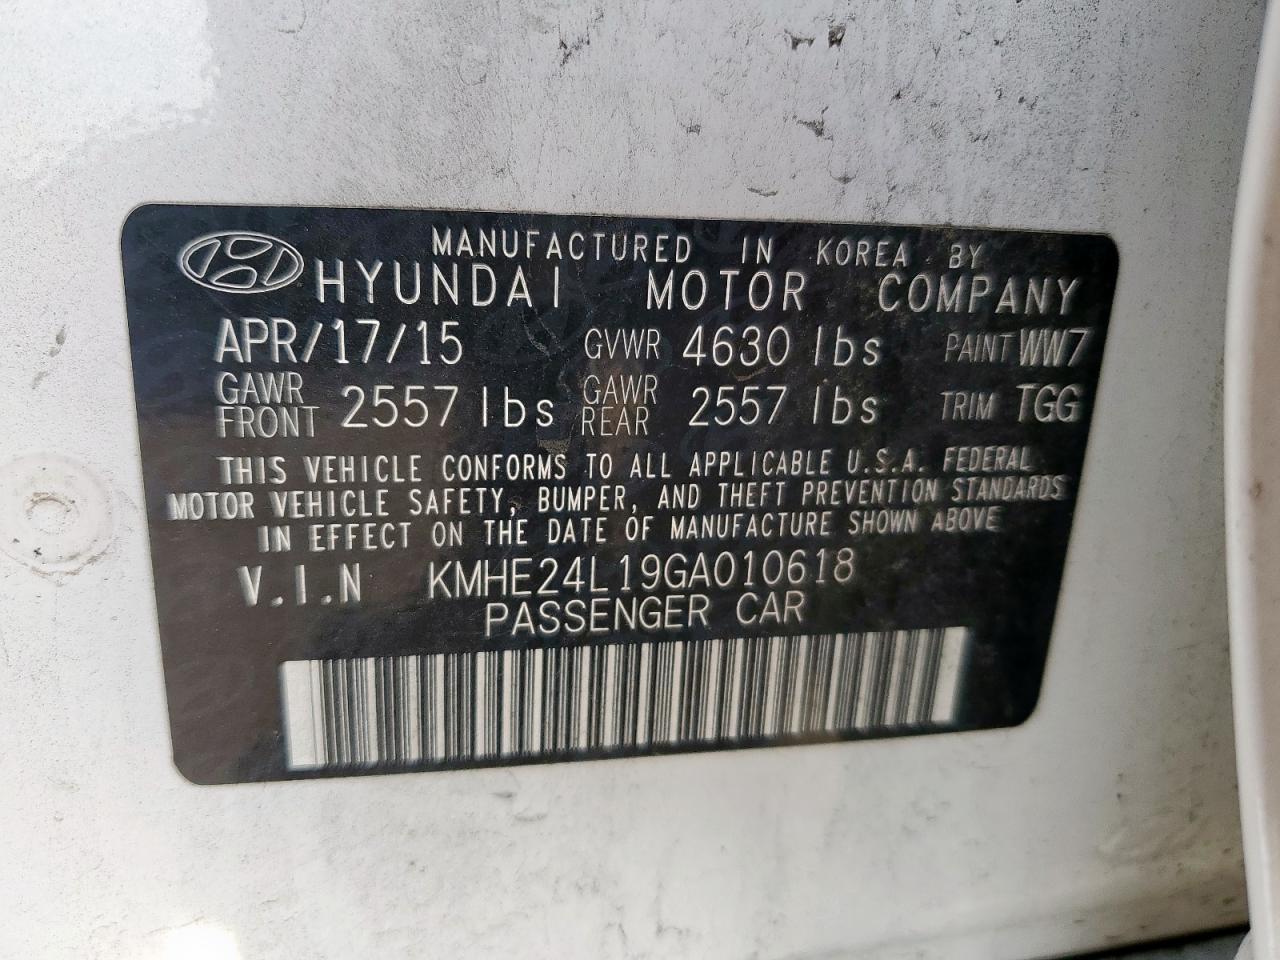 MANUFACTURED IN KOREA BY
HYUNDAI MOTOR COMPANY
APR/17/15 GVWR 4630 lbs PAINT WW7
GAWR FRONT 2557 lbs GAWR REAR 2557 lbs TRIM TGG
THIS VEHICLE CONFORMS TO ALL APPLICABLE U.S.A. FEDERAL
MOTOR VEHICLE SAFETY, BUMPER, AND THEFT PREVENTION STANDARDS
IN EFFECT ON THE DATE OF MANUFACTURE SHOWN ABOVE
V.I.N KMHE24L19GA010618
PASSENGER CAR